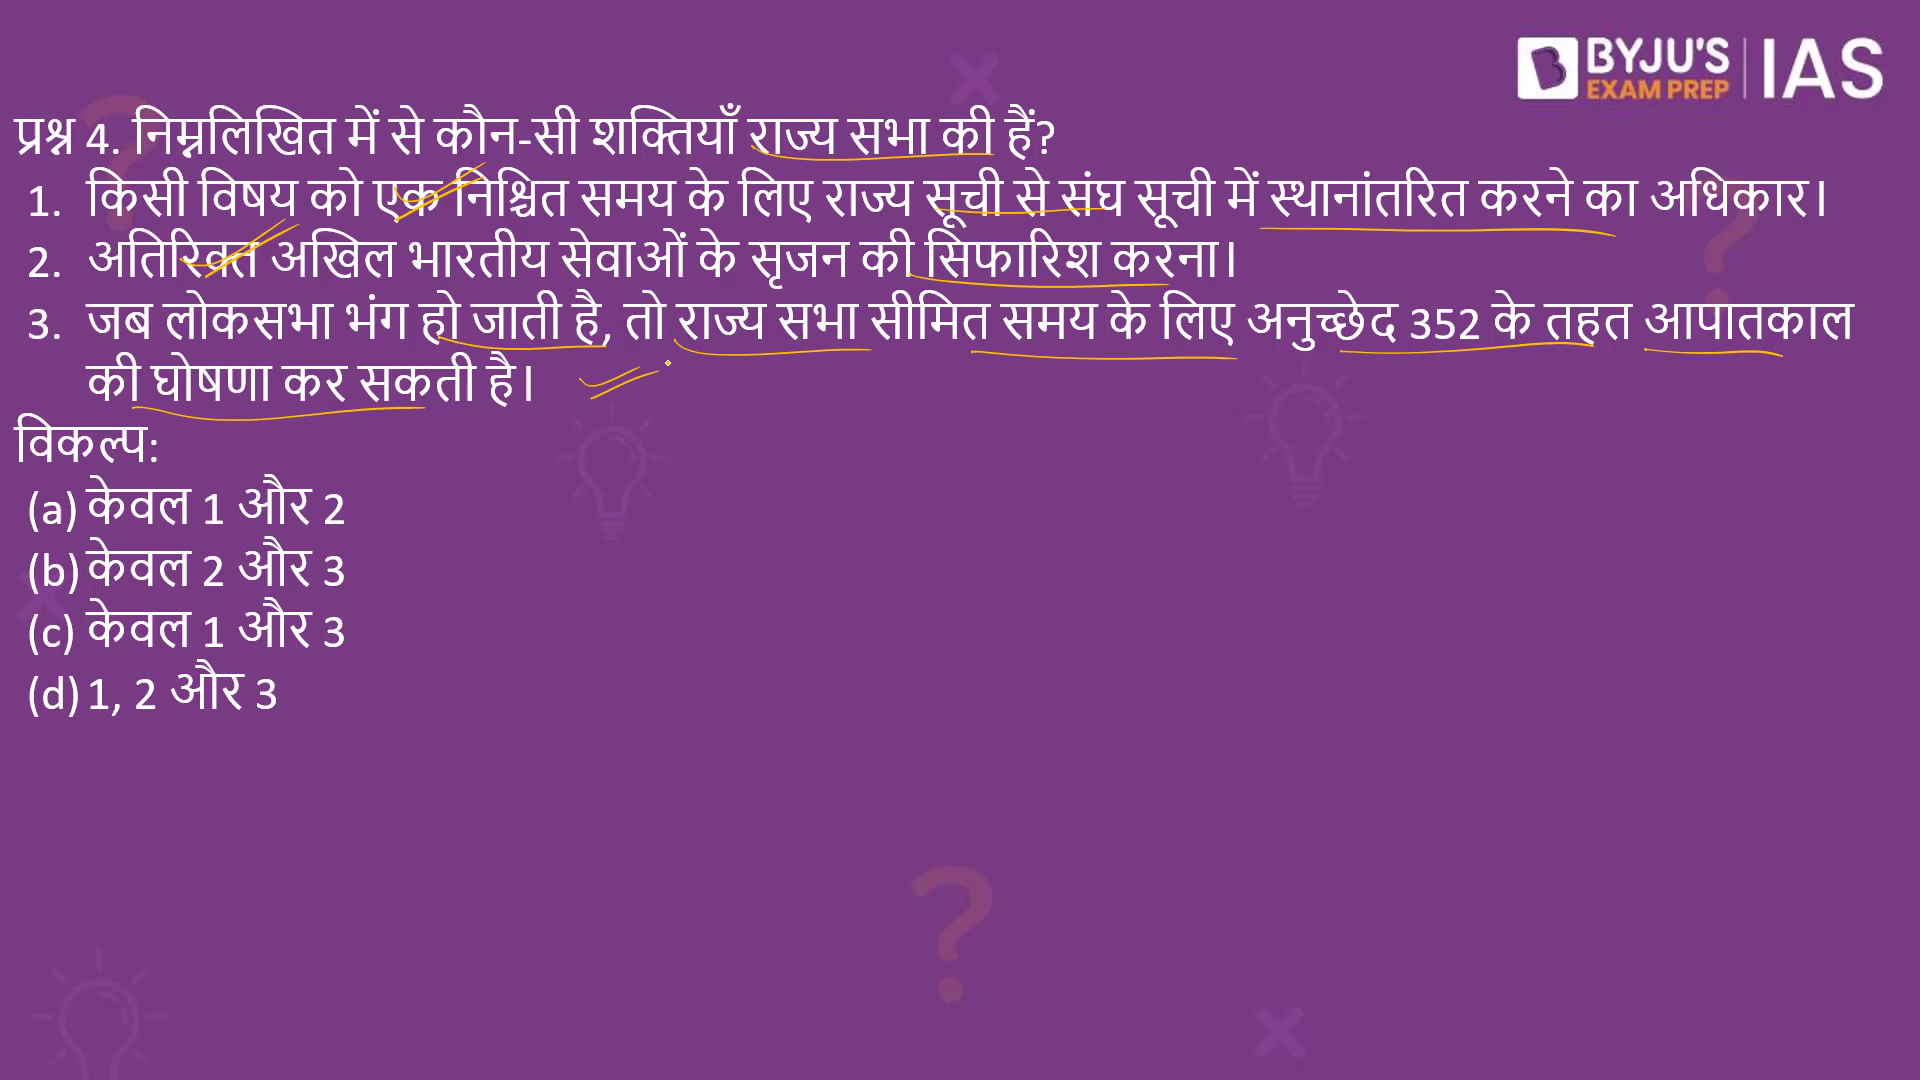 BYJU'S IAS
EXAM PREP
प्रश्न 4. निम्नलिखित में से कौन-सी शक्तियाँ राज्य सभा की हैं?
1. किसी विषय को एक निश्चित समय के लिए राज्य सूची से संघ सूची में स्थानांतरित करने का अधिकार।
2. अतिरिक्त अखिल भारतीय सेवाओं के सृजन की सिफारिश करना।
3. जब लोकसभा भंग हो जाती है, तो राज्य सभा सीमित समय के लिए अनुच्छेद 352 के तहत आपातकाल
की घोषणा कर सकती है।
विकल्प:
(a) केवल 1 और 2
(b) केवल 2 और 3
(c) केवल 1 और 3
(d) 1, 2 और 3